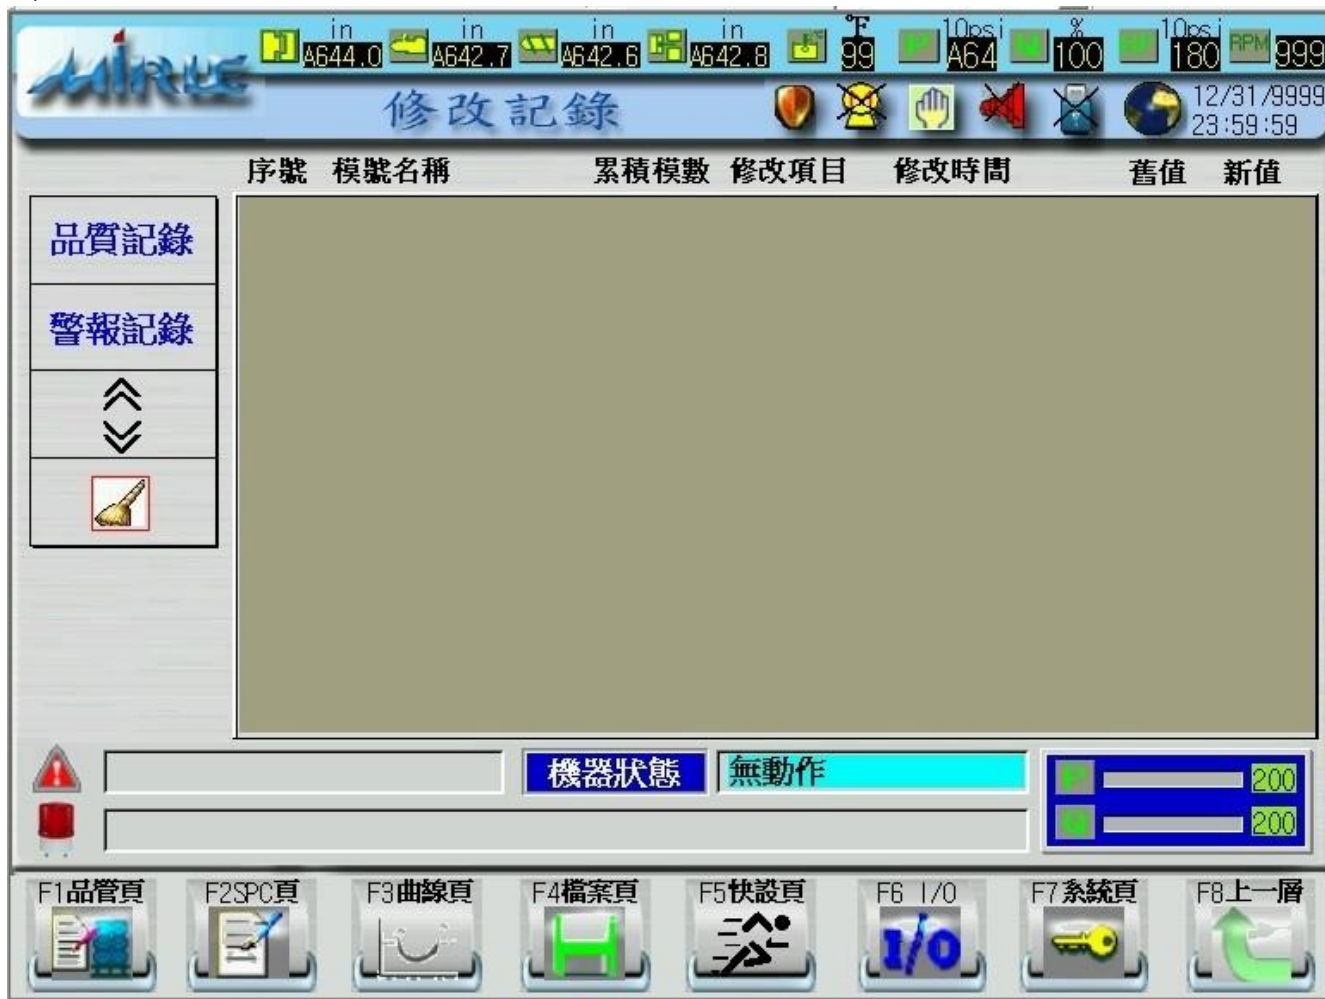 in in in in °F 10psi % 10psi
A644.0 A642.7 A642.6 A642.8 99 P A64 Q 100 BP 180 RPM 999
MiRLE
修改記錄
12/31/9999
23:59:59
序號 模號名稱 累積模數 修改項目 修改時間 舊值 新值
品質記錄
警報記錄
機器狀態 無動作
P 200
Q 200
F1品管頁 F2SPC頁 F3曲線頁 F4檔案頁 F5快設頁 F6 I/O F7系統頁 F8上一層
I/O